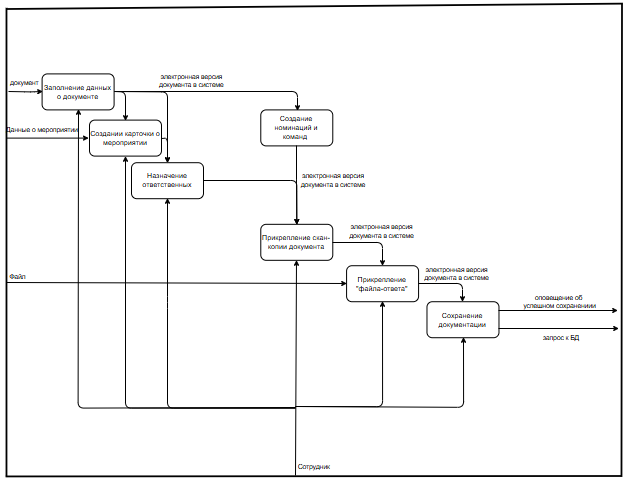 электронная версия
документа в системе
документ
Заполнение данных
о документе
Создание
номинаций и
команд
Данные о мероприятии
Создании карточки о
мероприятии
Назначение
ответственных
электронная версия
документа в системе
Прикрепление скан-
копии документа
электронная версия
документа в системе
Файл
Прикрепление
"файла-ответа"
электронная версия
документа в системе
Сохранение
документации
оповещение об
успешном сохранениии
запрос к БД
Сотрудник